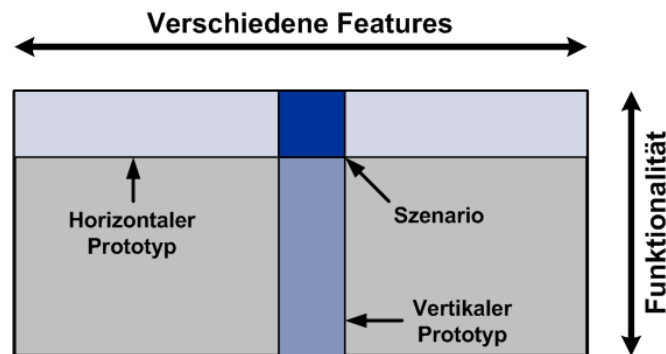 Verschiedene Features
Horizontaler
Prototyp
Szenario
Vertikaler
Prototyp
Funktionalität